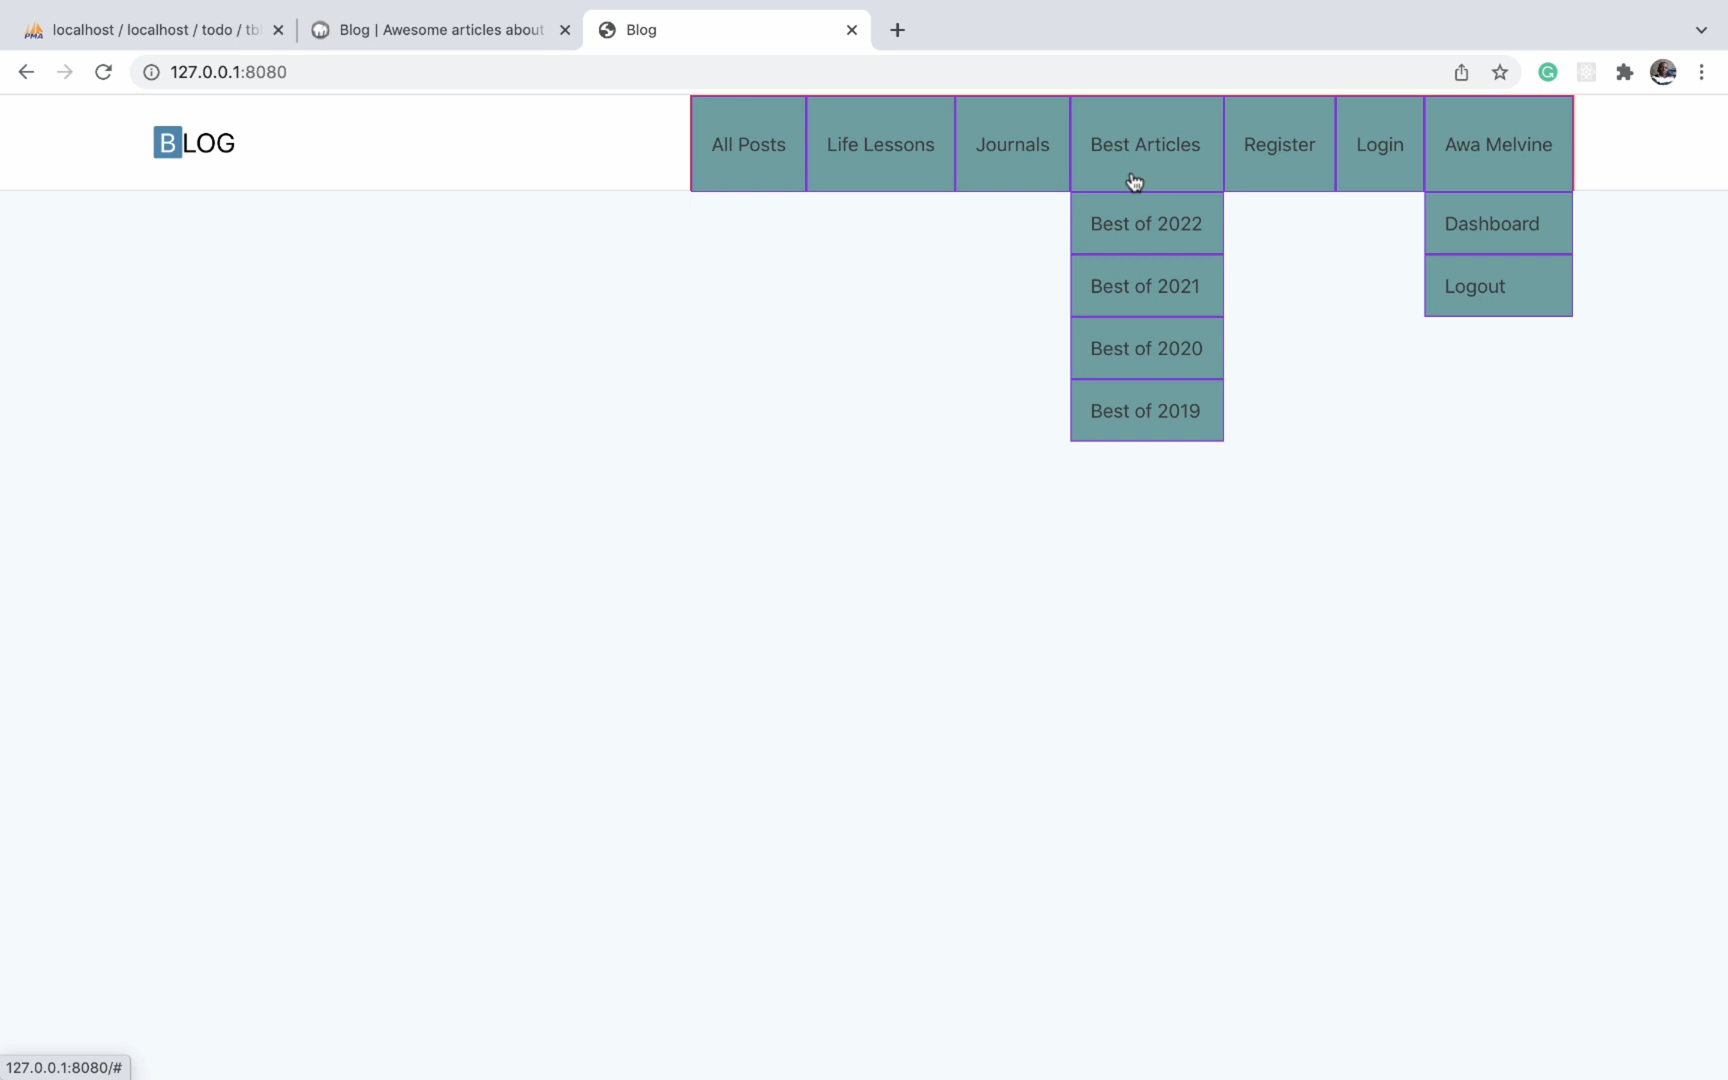 localhost / localhost / todo / tb
Blog | Awesome articles about
Blog
127.0.0.1:8080
BLOG
All Posts
Life Lessons
Journals
Best Articles
Register
Login
Awa Melvine
Best of 2022
Best of 2021
Best of 2020
Best of 2019
Dashboard
Logout
127.0.0.1:8080/#